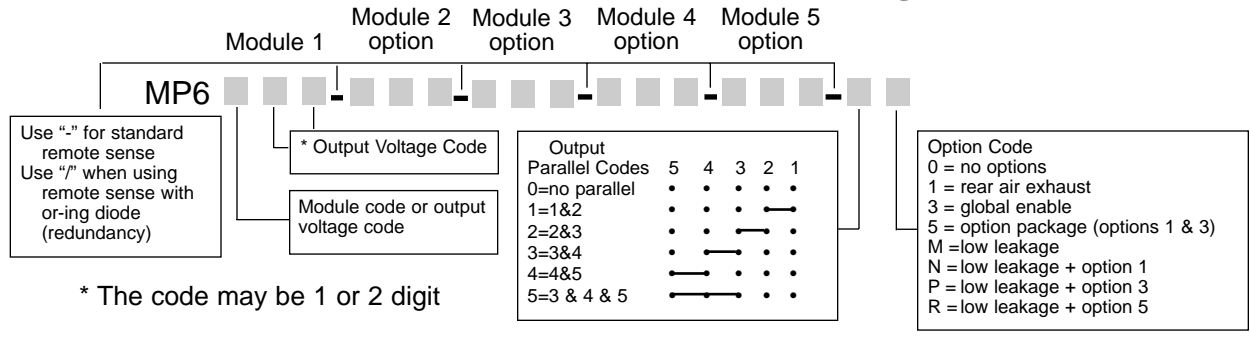 Module 1
Module 2
option
Module 3
option
Module 4
option
Module 5
option
MP6 - - - - -
Use “-” for standard
remote sense
Use “/” when using
remote sense with
or-ing diode
(redundancy)
* Output Voltage Code
Module code or output
voltage code
* The code may be 1 or 2 digit
Output
Parallel Codes 5 4 3 2 1
0=no parallel
1=1&2
2=2&3
3=3&4
4=4&5
5=3 & 4 & 5
Option Code
0 = no options
1 = rear air exhaust
3 = global enable
5 = option package (options 1 & 3)
M =low leakage
N =low leakage + option 1
P =low leakage + option 3
R =low leakage + option 5